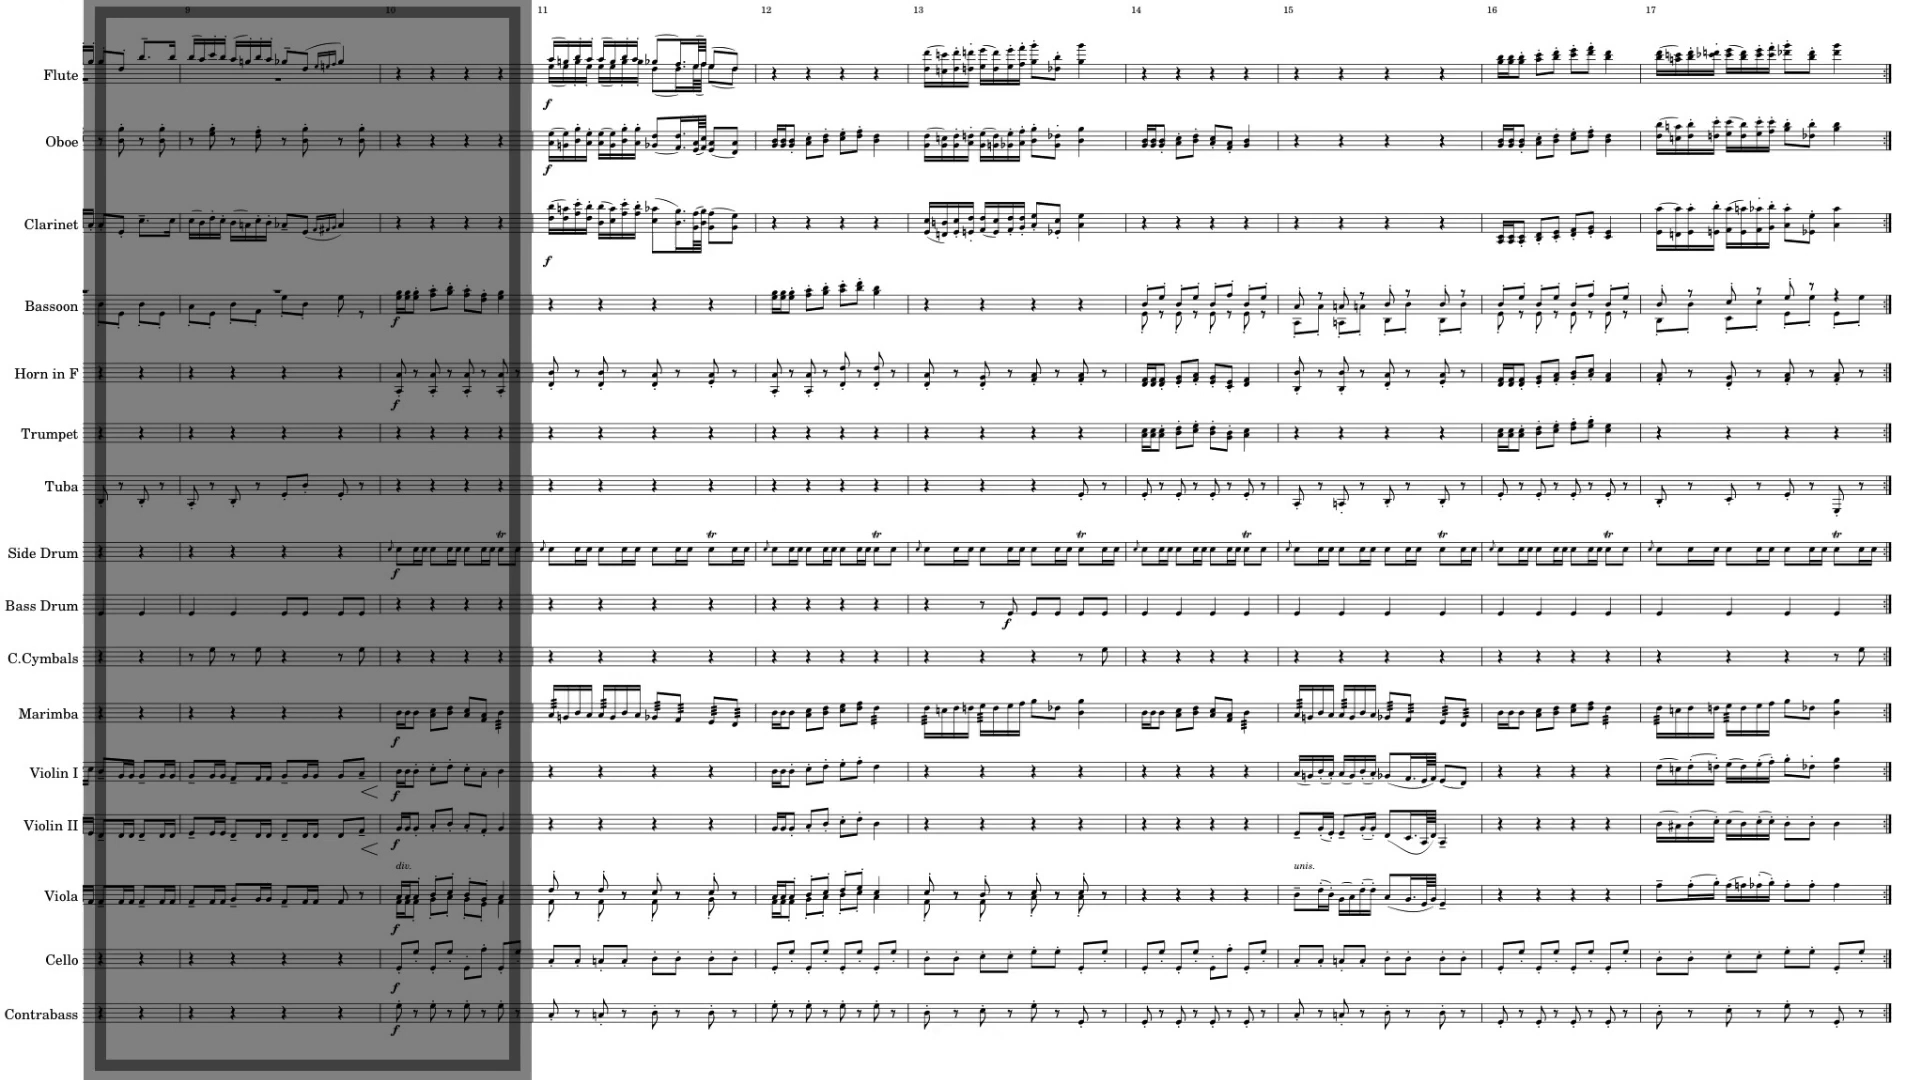 9 10 11 12 13 14 15 16 17
Flute
f
Oboe
f
Clarinet
f
Bassoon
f
Horn in F
f
Trumpet
Tuba
tr tr tr tr tr tr tr tr
Side Drum
f
Bass Drum
f
C.Cymbals
Marimba
f
Violin I
f
Violin II
f
div. unis.
Viola
f
Cello
f
Contrabass
f